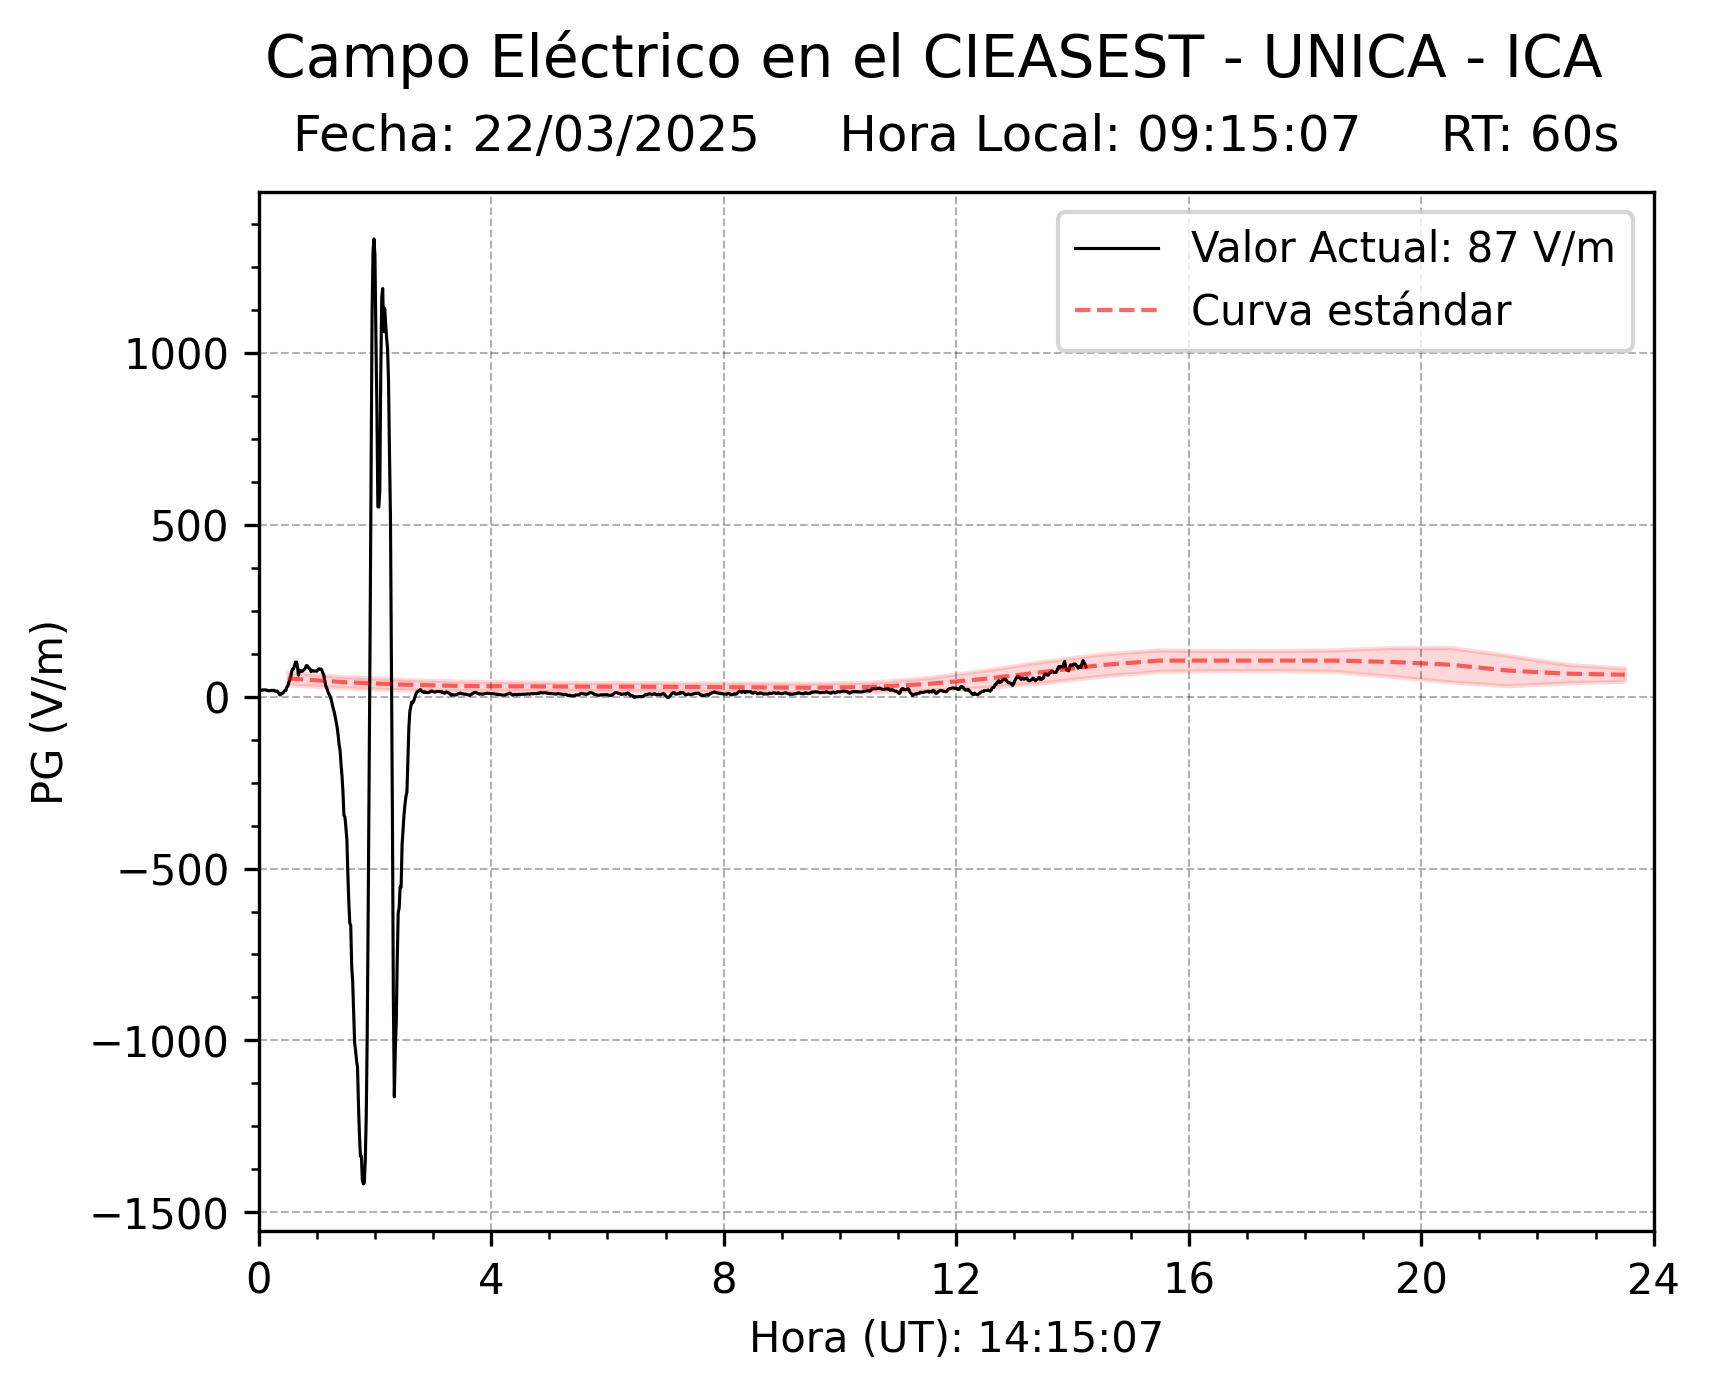 Campo Eléctrico en el CIEASEST - UNICA - ICA
Fecha: 22/03/2025 Hora Local: 09:15:07 RT: 60s
Valor Actual: 87 V/m
Curva estándar
PG (V/m)
1000
500
0
−500
−1000
−1500
0 4 8 12 16 20 24
Hora (UT): 14:15:07